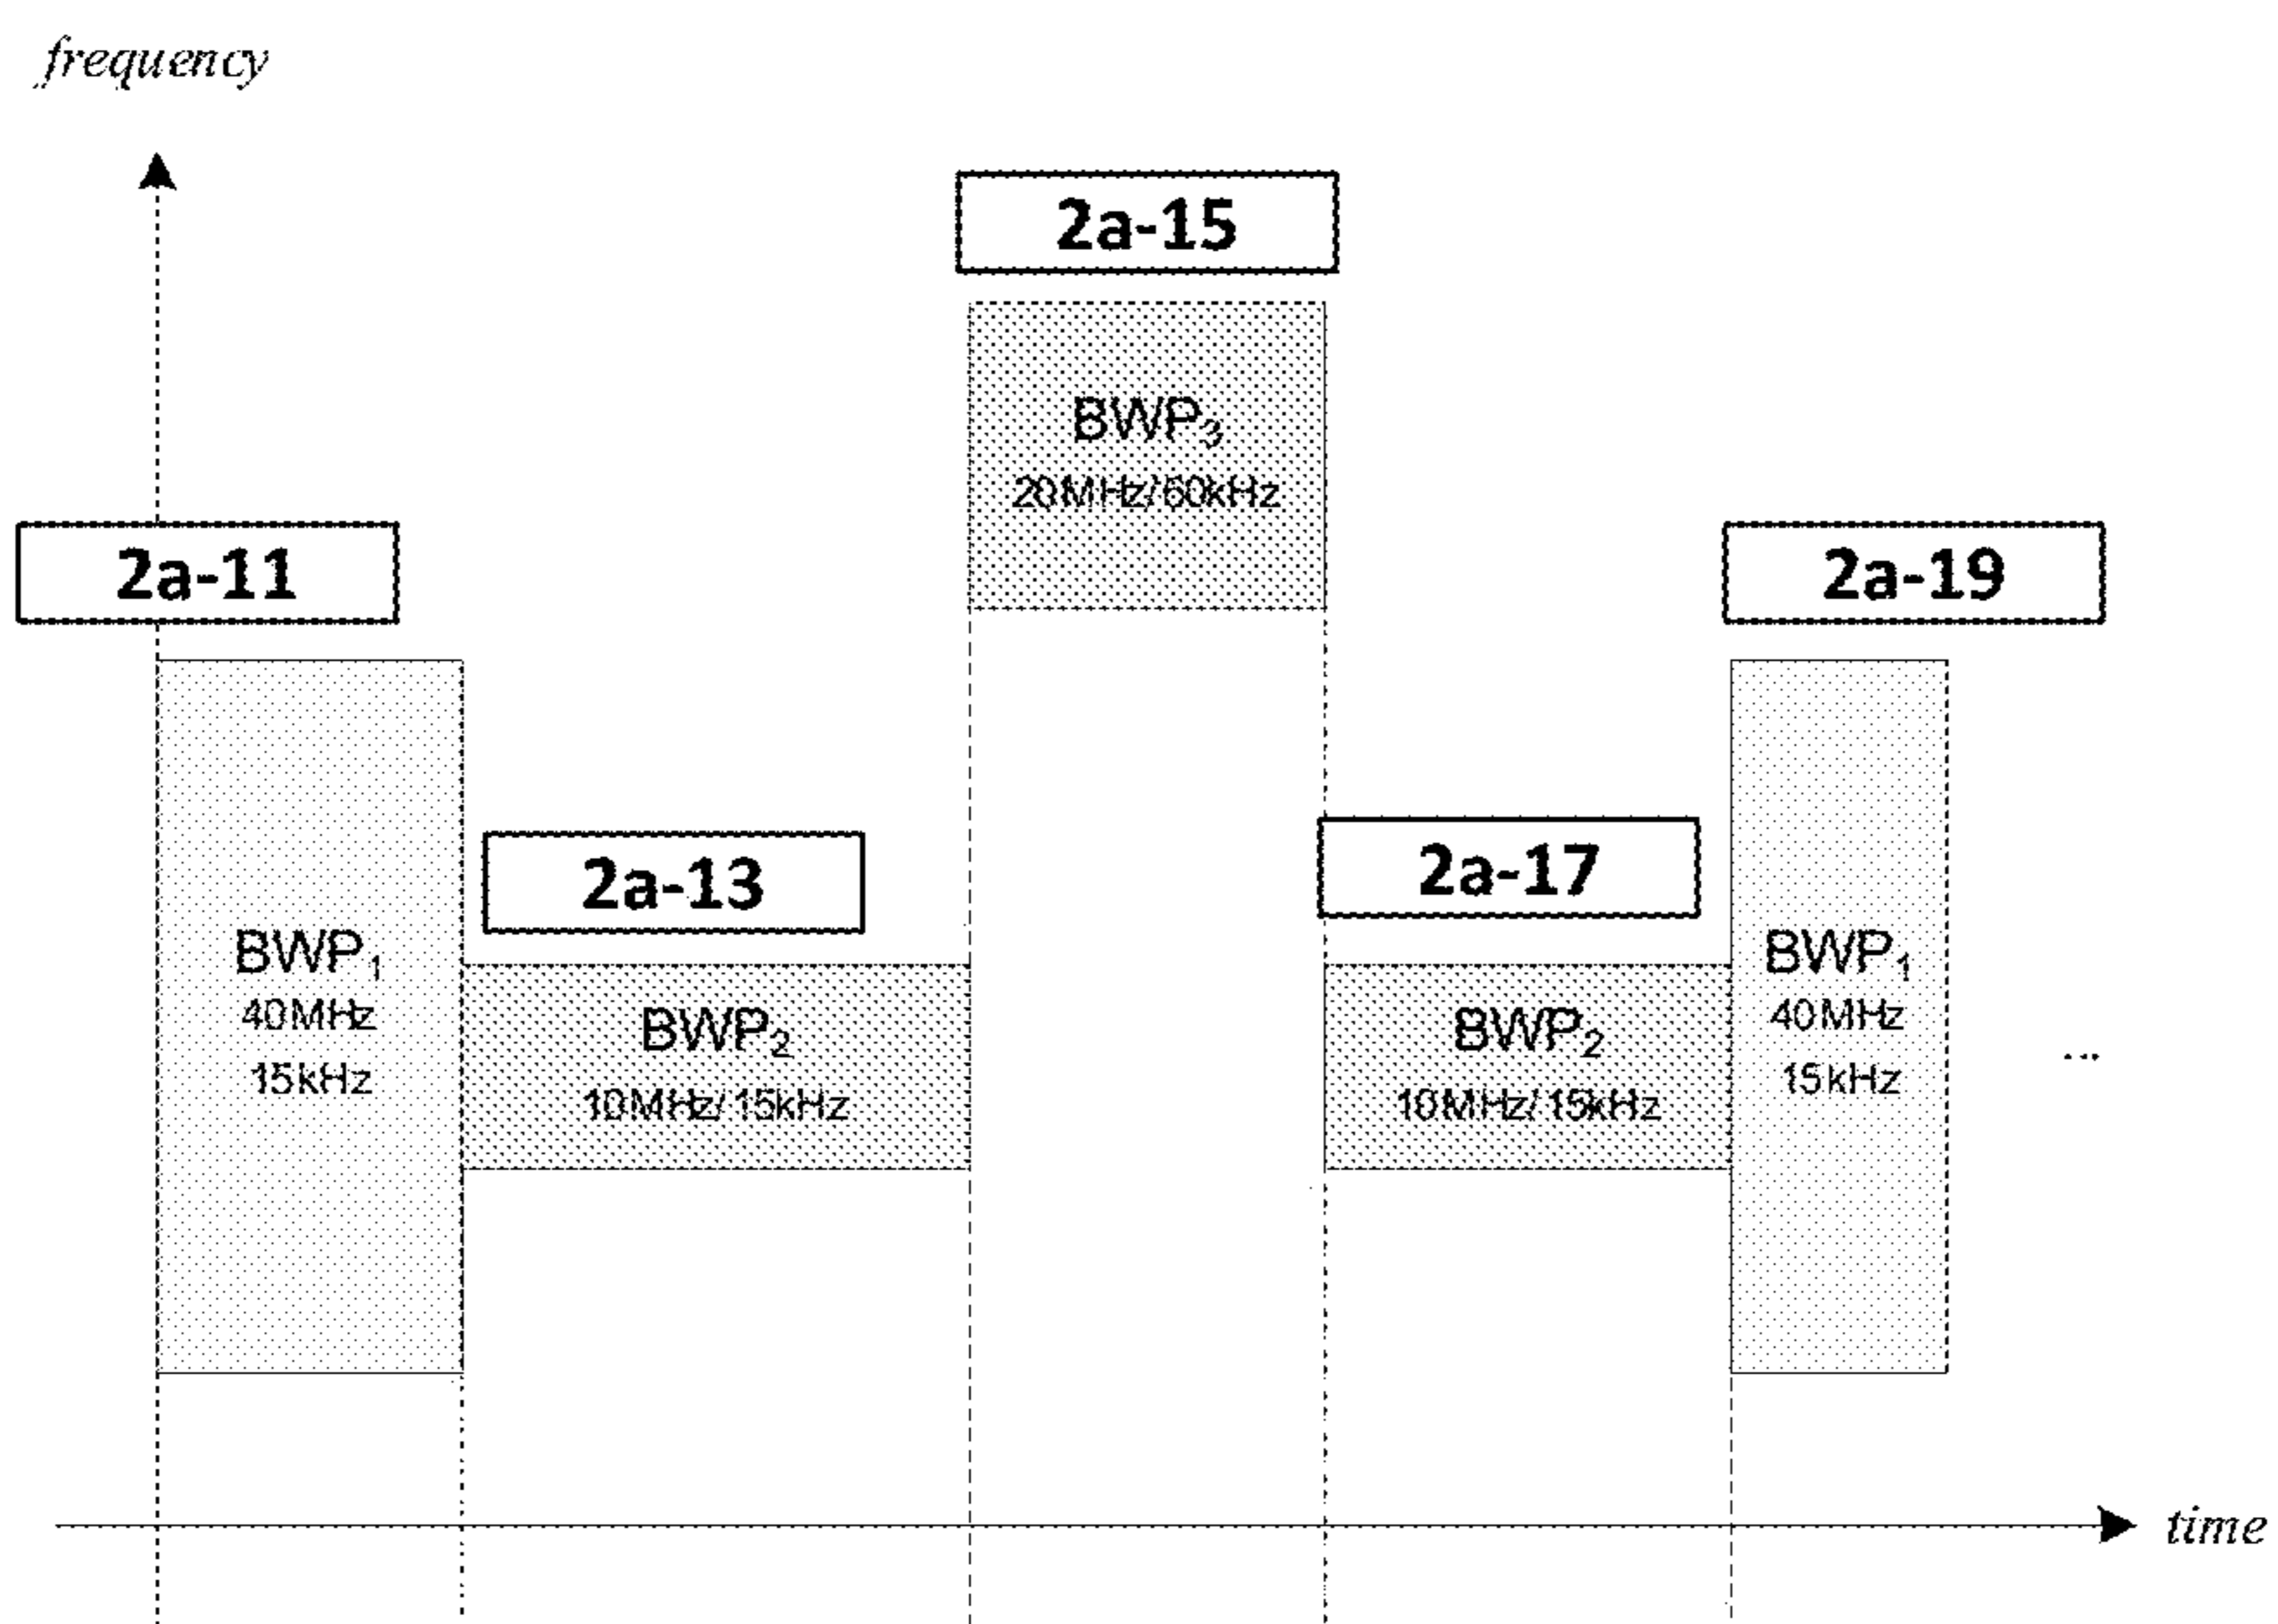 frequency
2a-15
BWP₃
20MHz/60kHz
2a-11
2a-19
2a-13
2a-17
BWP₁
40MHz
15kHz
BWP₂
10MHz/15kHz
BWP₂
10MHz/15kHz
BWP₁
40MHz
15kHz
...
time